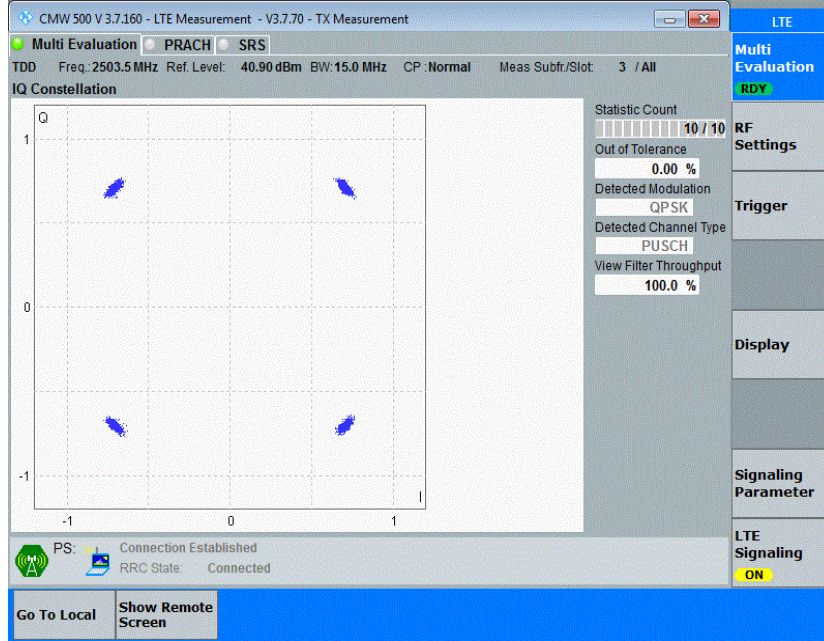 CMW 500 V 3.7.160 - LTE Measurement - V3.7.70 - TX Measurement
LTE
Multi Evaluation PRACH SRS
TDD Freq.:2503.5 MHz Ref. Level: 40.90 dBm BW:15.0 MHz CP :Normal Meas Subfr./Slot: 3 / All
IQ Constellation
Q
1
0
-1
I
-1 0 1
Statistic Count
10 / 10
Out of Tolerance
0.00 %
Detected Modulation
QPSK
Detected Channel Type
PUSCH
View Filter Throughput
100.0 %
Multi
Evaluation
RDY
RF
Settings
Trigger
Display
Signaling
Parameter
LTE
Signaling
ON
PS: Connection Established
RRC State: Connected
Go To Local
Show Remote
Screen